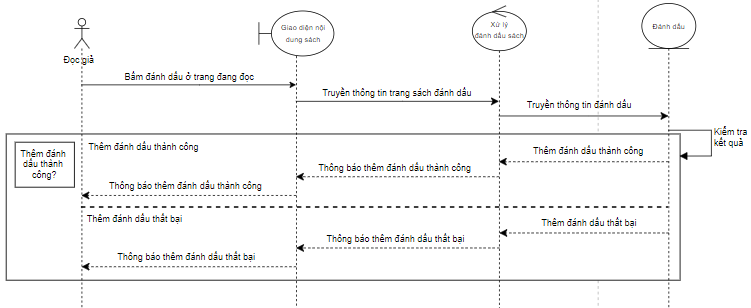 Giao diện nội
dung sách
Xử lý
đánh dấu sách
Đánh dấu
Đọc giả
Bấm đánh dấu ở trang đang đọc
Truyền thông tin trang sách đánh dấu
Truyền thông tin đánh dấu
Kiểm tra
kết quả
Thêm đánh
dấu thành
công?
Thêm đánh dấu thành công
Thêm đánh dấu thành công
Thông báo thêm đánh dấu thành công
Thông báo thêm đánh dấu thành công
Thêm đánh dấu thất bại
Thêm đánh dấu thất bại
Thông báo thêm đánh dấu thất bại
Thông báo thêm đánh dấu thất bại